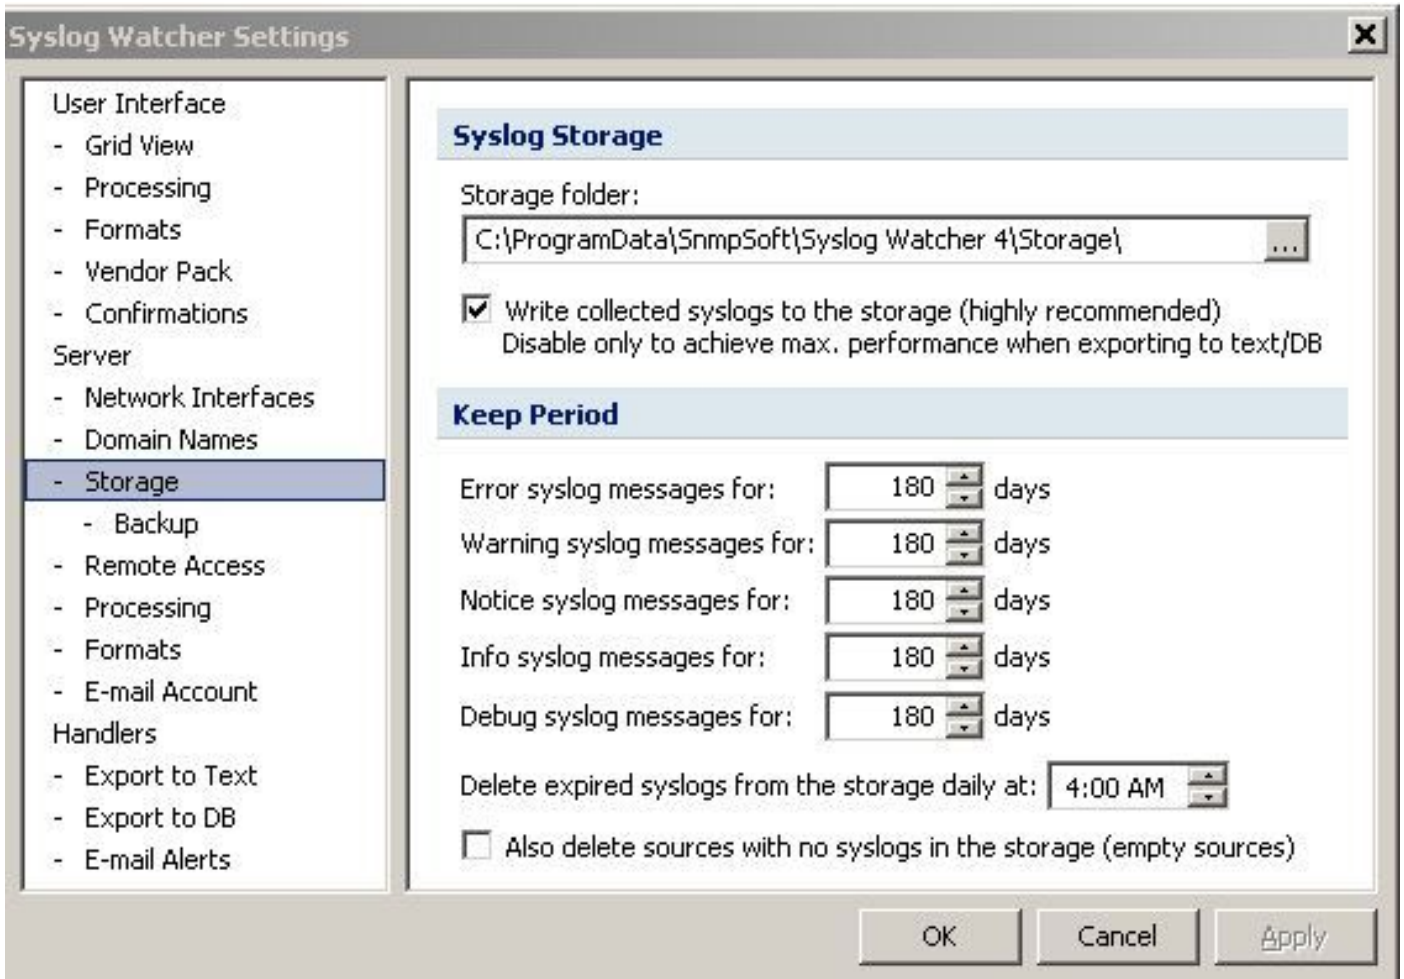 Syslog Watcher Settings
User Interface
- Grid View
- Processing
- Formats
- Vendor Pack
- Confirmations
Server
- Network Interfaces
- Domain Names
- Storage
- Backup
- Remote Access
- Processing
- Formats
- E-mail Account
Handlers
- Export to Text
- Export to DB
- E-mail Alerts
Syslog Storage
Storage folder:
C:\ProgramData\SnmpSoft\Syslog Watcher 4\Storage\ ...
Write collected syslogs to the storage (highly recommended)
Disable only to achieve max. performance when exporting to text/DB
Keep Period
Error syslog messages for: 180 days
Warning syslog messages for: 180 days
Notice syslog messages for: 180 days
Info syslog messages for: 180 days
Debug syslog messages for: 180 days
Delete expired syslogs from the storage daily at: 4:00 AM
Also delete sources with no syslogs in the storage (empty sources)
OK Cancel Apply